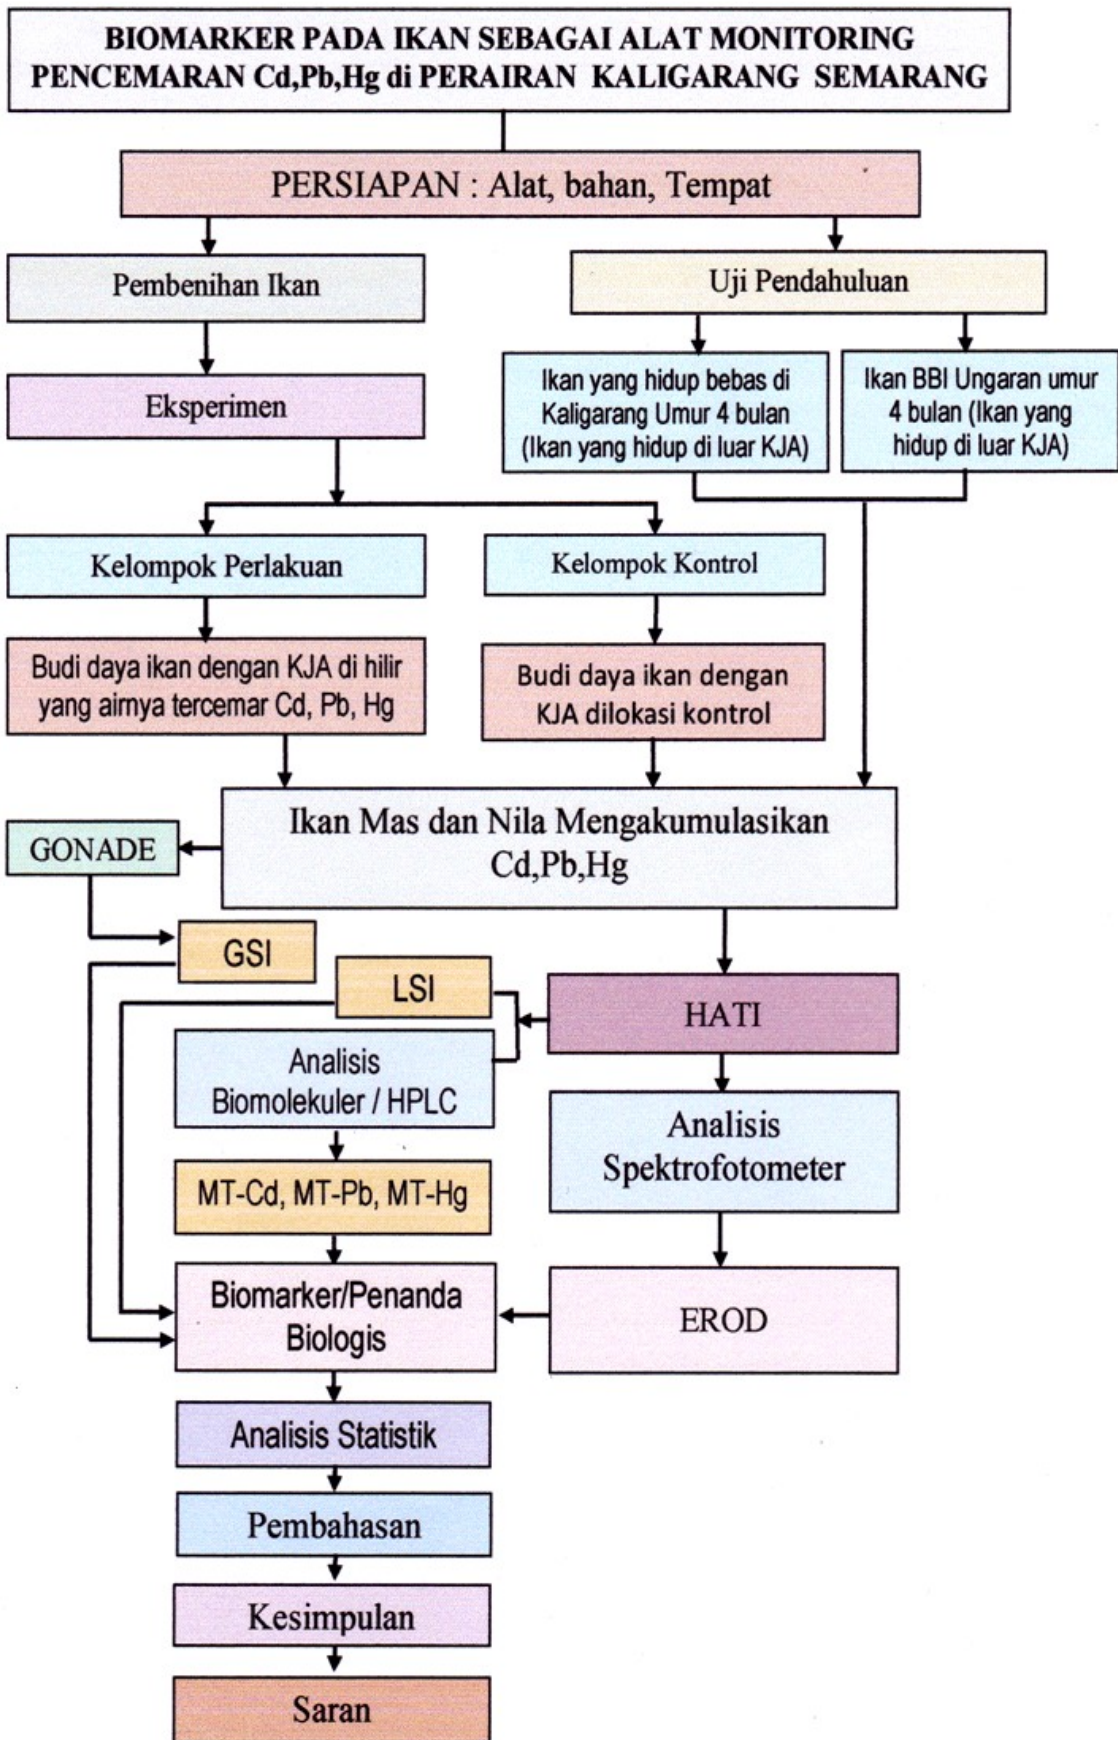 BIOMARKER PADA IKAN SEBAGAI ALAT MONITORING
PENCEMARAN Cd,Pb,Hg di PERAIRAN KALIGARANG SEMARANG
PERSIAPAN : Alat, bahan, Tempat
Pembenihan Ikan
Uji Pendahuluan
Eksperimen
Ikan yang hidup bebas di
Kaligarang Umur 4 bulan
(Ikan yang hidup di luar KJA)
Ikan BBI Ungaran umur
4 bulan (Ikan yang
hidup di luar KJA)
Kelompok Perlakuan
Kelompok Kontrol
Budi daya ikan dengan KJA di hilir
yang airnya tercemar Cd, Pb, Hg
Budi daya ikan dengan
KJA dilokasi kontrol
Ikan Mas dan Nila Mengakumulasikan
Cd,Pb,Hg
GONADE
GSI
LSI
HATI
Analisis
Biomolekuler / HPLC
Analisis
Spektrofotometer
MT-Cd, MT-Pb, MT-Hg
Biomarker/Penanda
Biologis
EROD
Analisis Statistik
Pembahasan
Kesimpulan
Saran